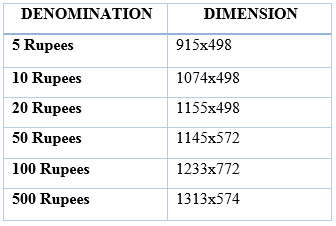 DENOMINATION DIMENSION
5 Rupees 915x498
10 Rupees 1074x498
20 Rupees 1155x498
50 Rupees 1145x572
100 Rupees 1233x772
500 Rupees 1313x574